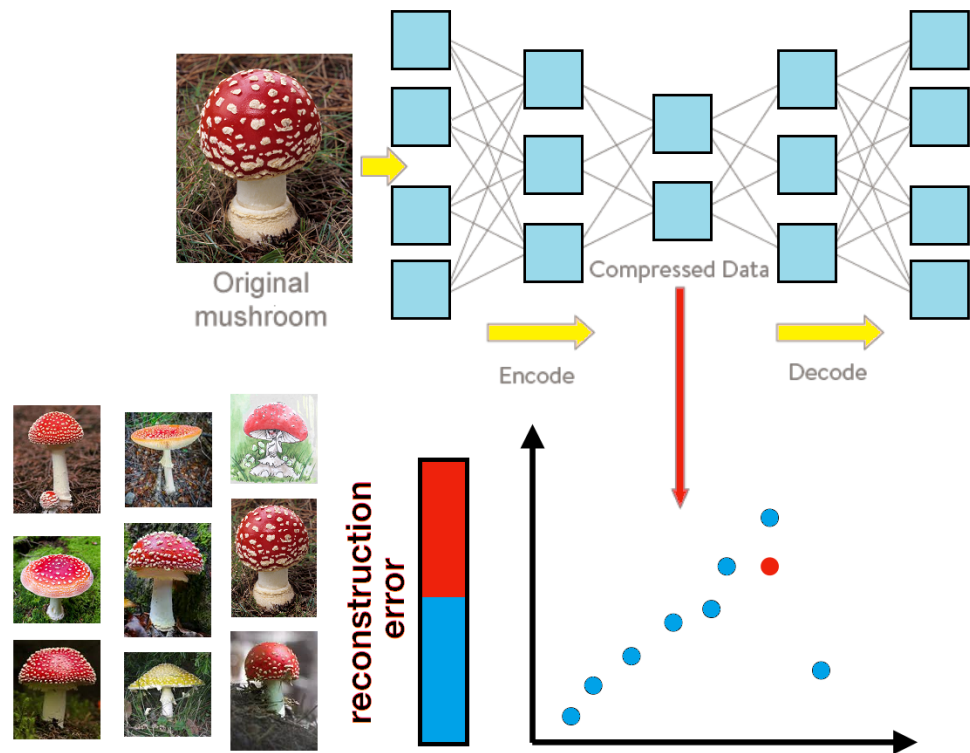 Original
mushroom
Compressed Data
Encode
Decode
reconstruction
error